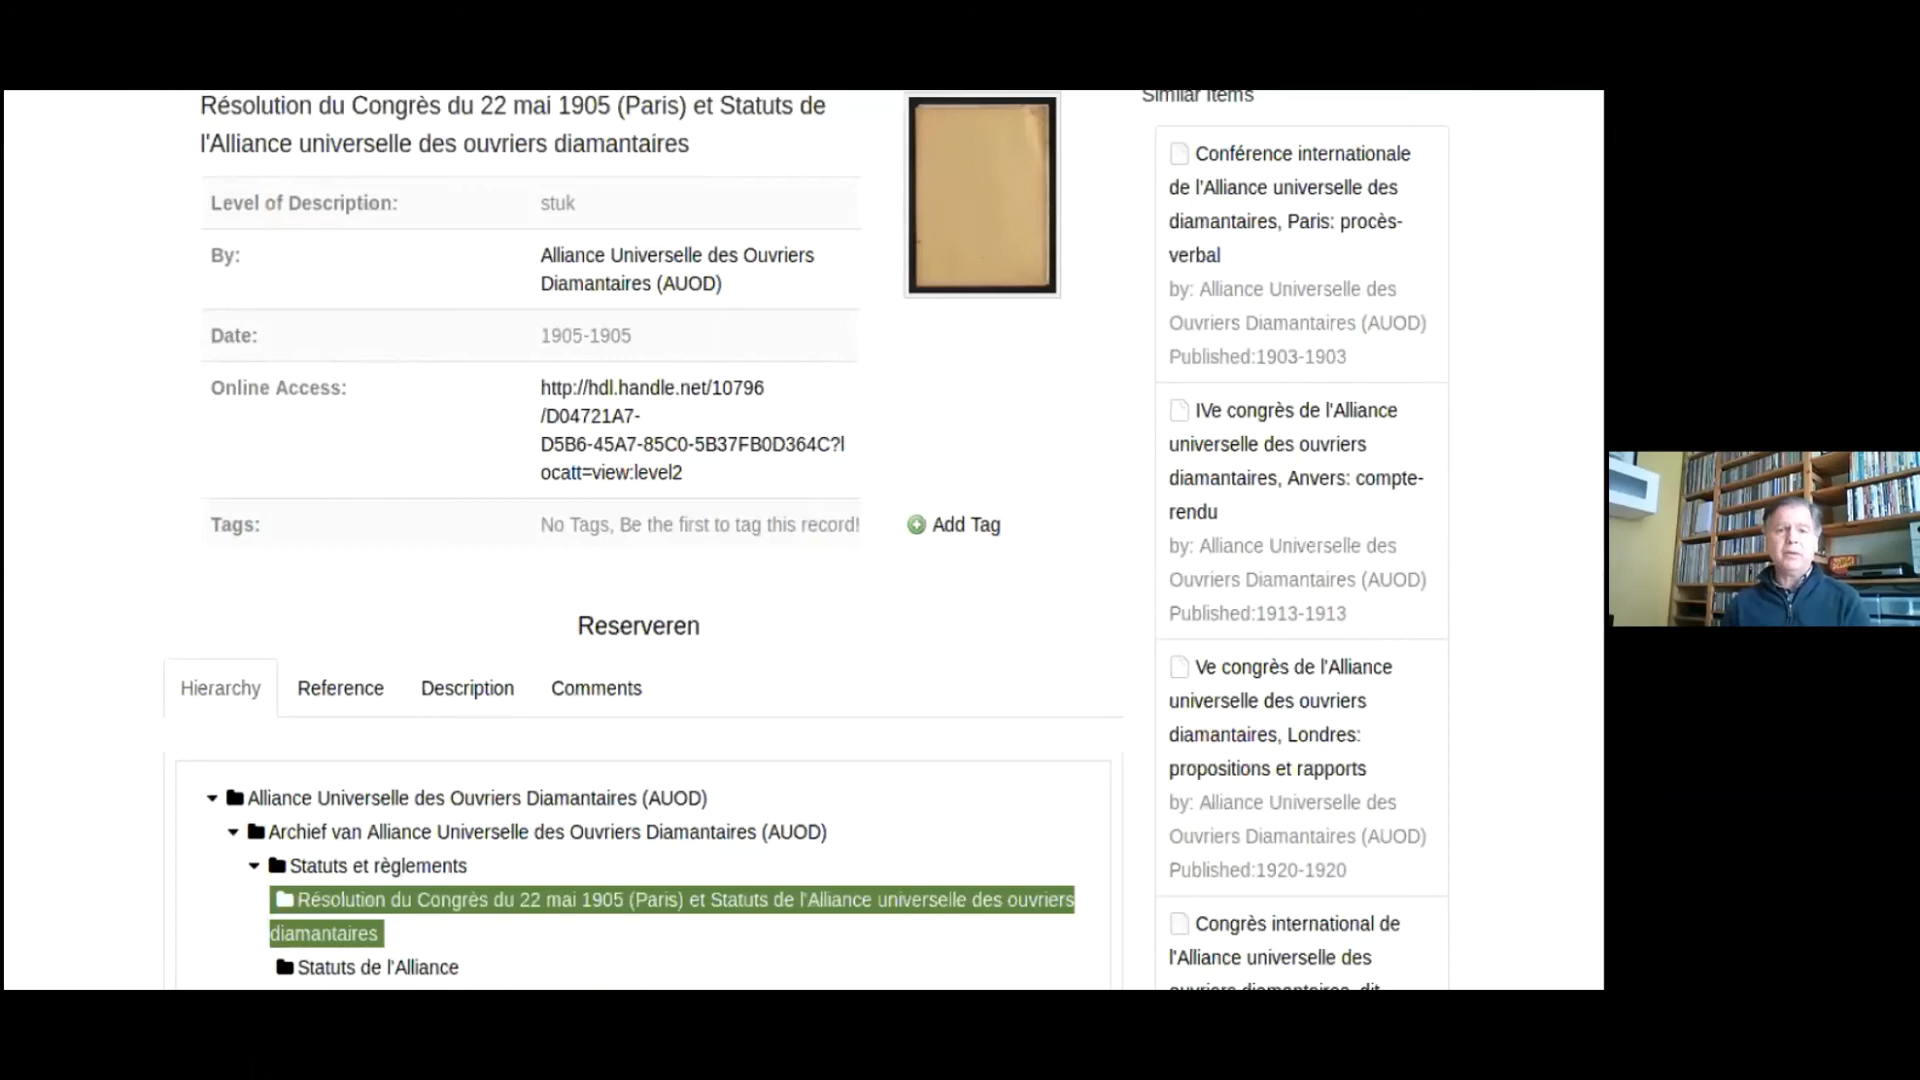 Résolution du Congrès du 22 mai 1905 (Paris) et Statuts de
l'Alliance universelle des ouvriers diamantaires
Level of Description: stuk
By: Alliance Universelle des Ouvriers
Diamantaires (AUOD)
Date: 1905-1905
Online Access: http://hdl.handle.net/10796
/D04721A7-
D5B6-45A7-85C0-5B37FB0D364C?l
ocatt=view:level2
Tags: No Tags, Be the first to tag this record! Add Tag
Reserveren
Hierarchy Reference Description Comments
Alliance Universelle des Ouvriers Diamantaires (AUOD)
Archief van Alliance Universelle des Ouvriers Diamantaires (AUOD)
Statuts et règlements
Résolution du Congrès du 22 mai 1905 (Paris) et Statuts de l'Alliance universelle des ouvriers
diamantaires
Statuts de l'Alliance
Similar Items
Conférence internationale
de l'Alliance universelle des
diamantaires, Paris: procès-
verbal
by: Alliance Universelle des
Ouvriers Diamantaires (AUOD)
Published:1903-1903
IVe congrès de l'Alliance
universelle des ouvriers
diamantaires, Anvers: compte-
rendu
by: Alliance Universelle des
Ouvriers Diamantaires (AUOD)
Published:1913-1913
Ve congrès de l'Alliance
universelle des ouvriers
diamantaires, Londres:
propositions et rapports
by: Alliance Universelle des
Ouvriers Diamantaires (AUOD)
Published:1920-1920
Congrès international de
l'Alliance universelle des
ouvriers diamantaires, dit